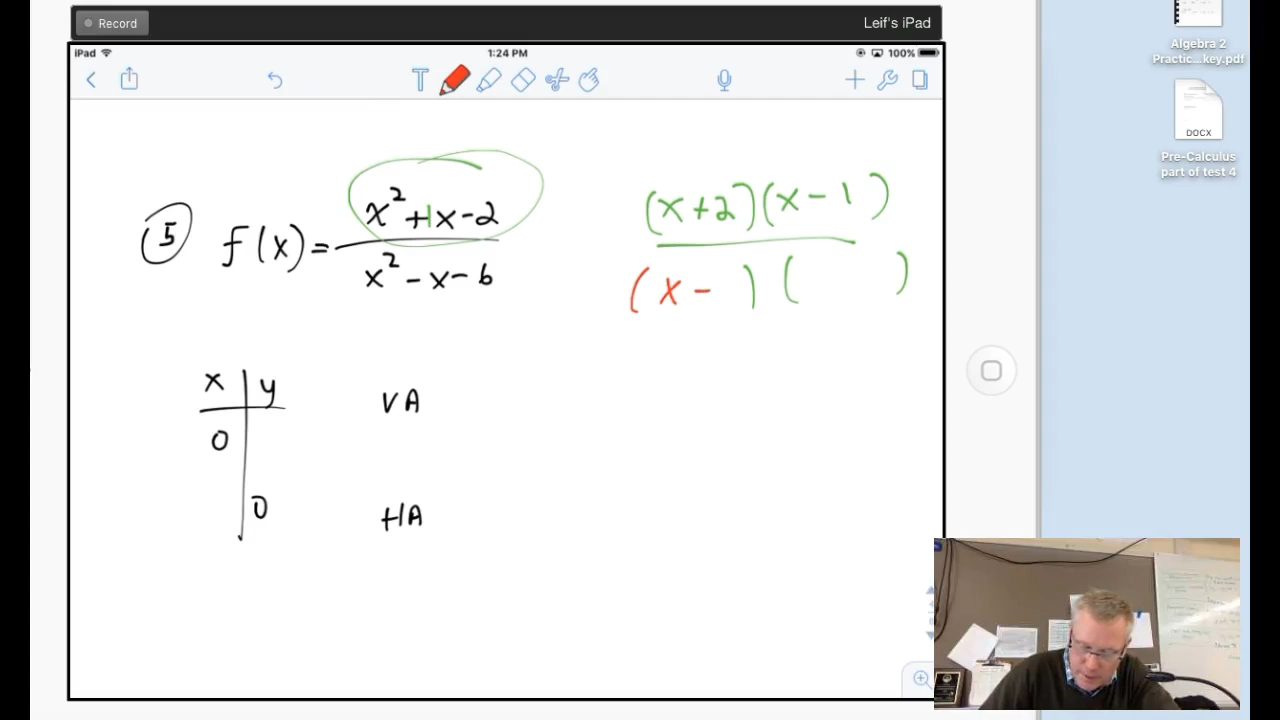 Record
Leif's iPad
iPad
1:24 PM
100%
T
Algebra 2
Practic...key.pdf
DOCX
Pre-Calculus
part of test 4
5 f(x) = x² + 1x - 2 / x² - x - 6
(x + 2)(x - 1) / (x - )( )
x | y
0
0
VA
HA